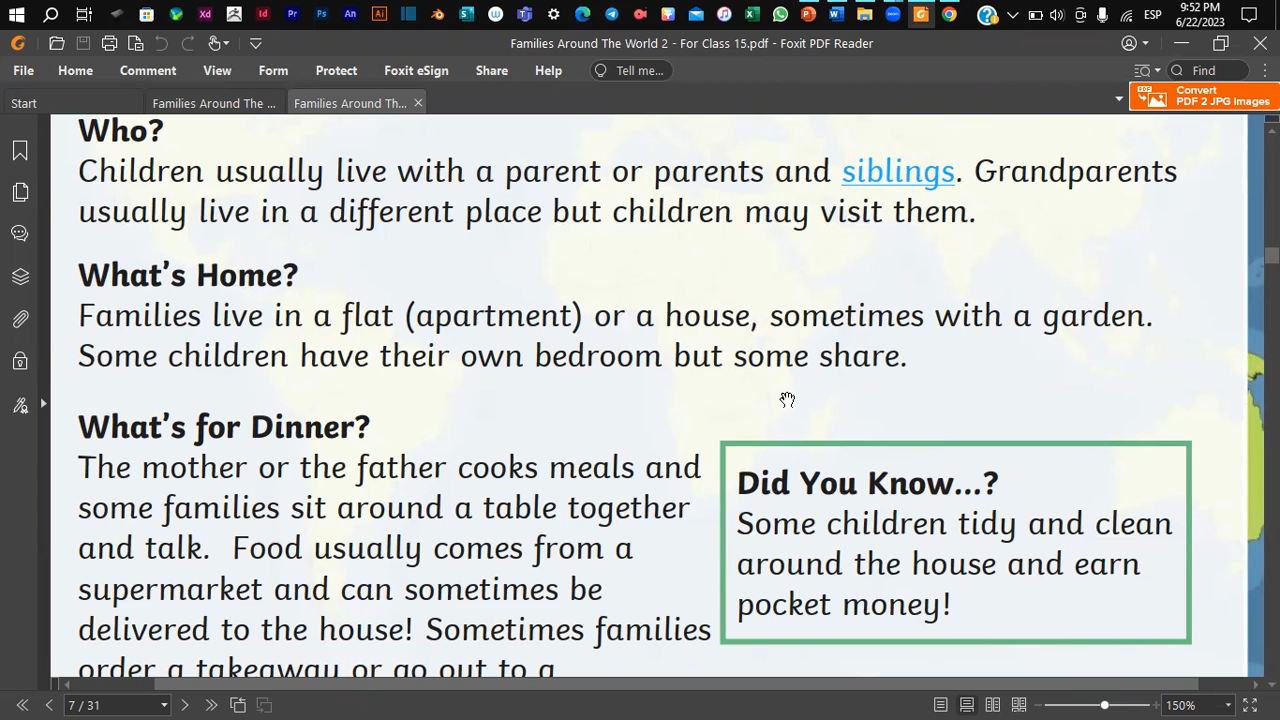 9:52 PM
ESP
6/22/2023
Families Around The World 2 - For Class 15.pdf - Foxit PDF Reader
File Home Comment View Form Protect Foxit eSign Share Help Tell me... Find
Start Families Around The ... Families Around Th... Convert
PDF 2 JPG Images
Who?
Children usually live with a parent or parents and siblings. Grandparents
usually live in a different place but children may visit them.
What's Home?
Families live in a flat (apartment) or a house, sometimes with a garden.
Some children have their own bedroom but some share.
What's for Dinner?
The mother or the father cooks meals and
some families sit around a table together
and talk. Food usually comes from a
supermarket and can sometimes be
delivered to the house! Sometimes families
order a takeaway or go out to a
Did You Know...?
Some children tidy and clean
around the house and earn
pocket money!
7 / 31
150%